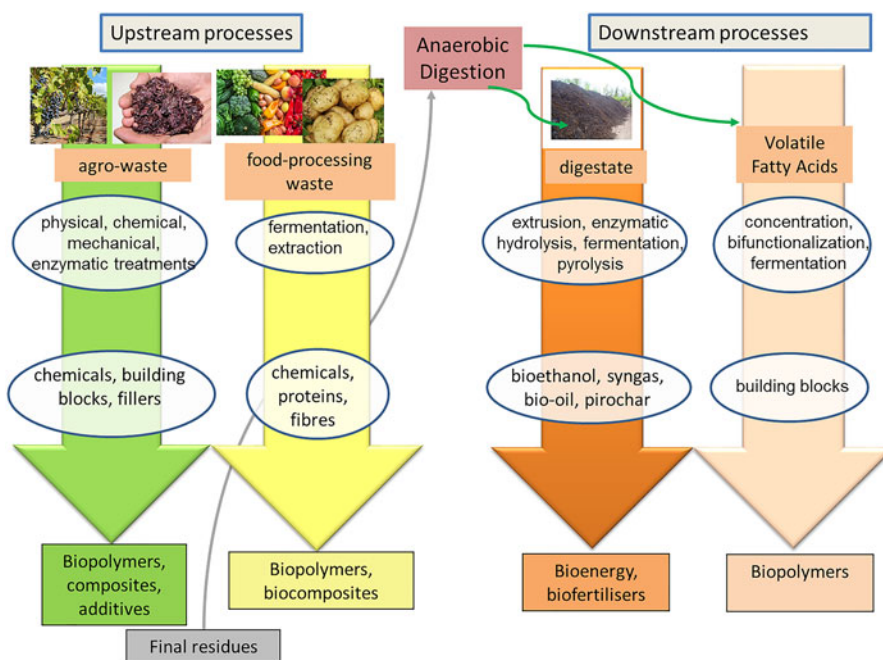 Upstream processes
Anaerobic
Digestion
Downstream processes
agro-waste
food-processing
waste
digestate
Volatile
Fatty Acids
physical, chemical,
mechanical,
enzymatic treatments
fermentation,
extraction
extrusion, enzymatic
hydrolysis, fermentation,
pyrolysis
concentration,
bifunctionalization,
fermentation
chemicals, building
blocks, fillers
chemicals,
proteins,
fibres
bioethanol, syngas,
bio-oil, pirochar
building blocks
Biopolymers,
composites,
additives
Biopolymers,
biocomposites
Bioenergy,
biofertilisers
Biopolymers
Final residues